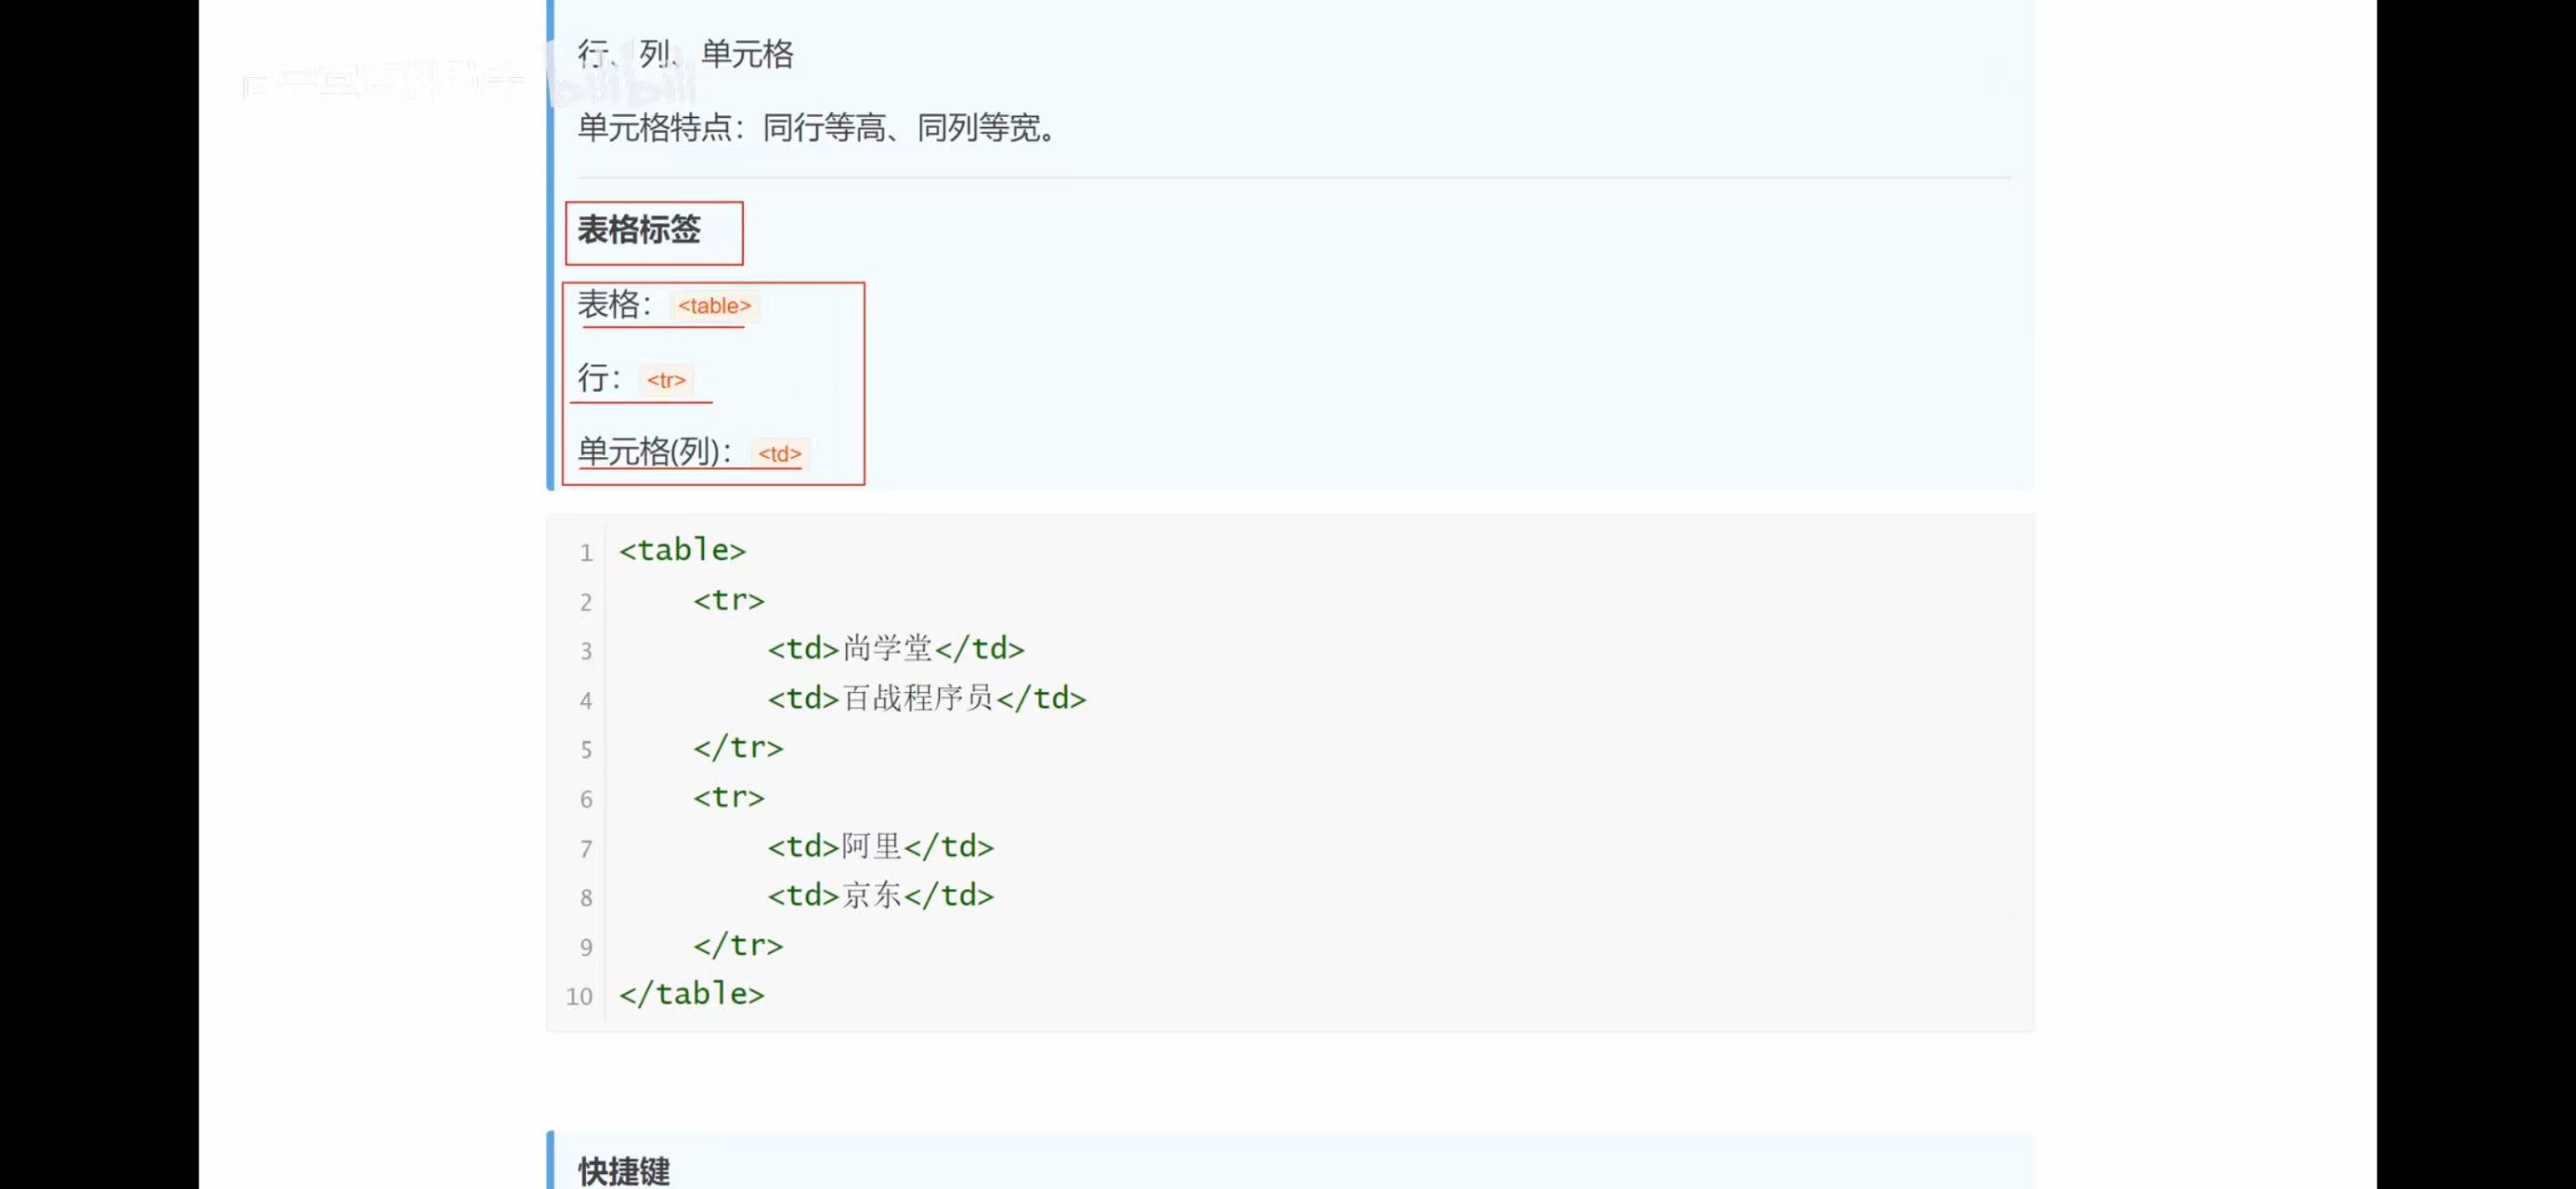 行、列、单元格
bilibili
单元格特点：同行等高、同列等宽。
表格标签
表格： <table>
行： <tr>
单元格(列)： <td>
1 <table>
2 <tr>
3 <td>尚学堂</td>
4 <td>百战程序员</td>
5 </tr>
6 <tr>
7 <td>阿里</td>
8 <td>京东</td>
9 </tr>
10 </table>
快捷键